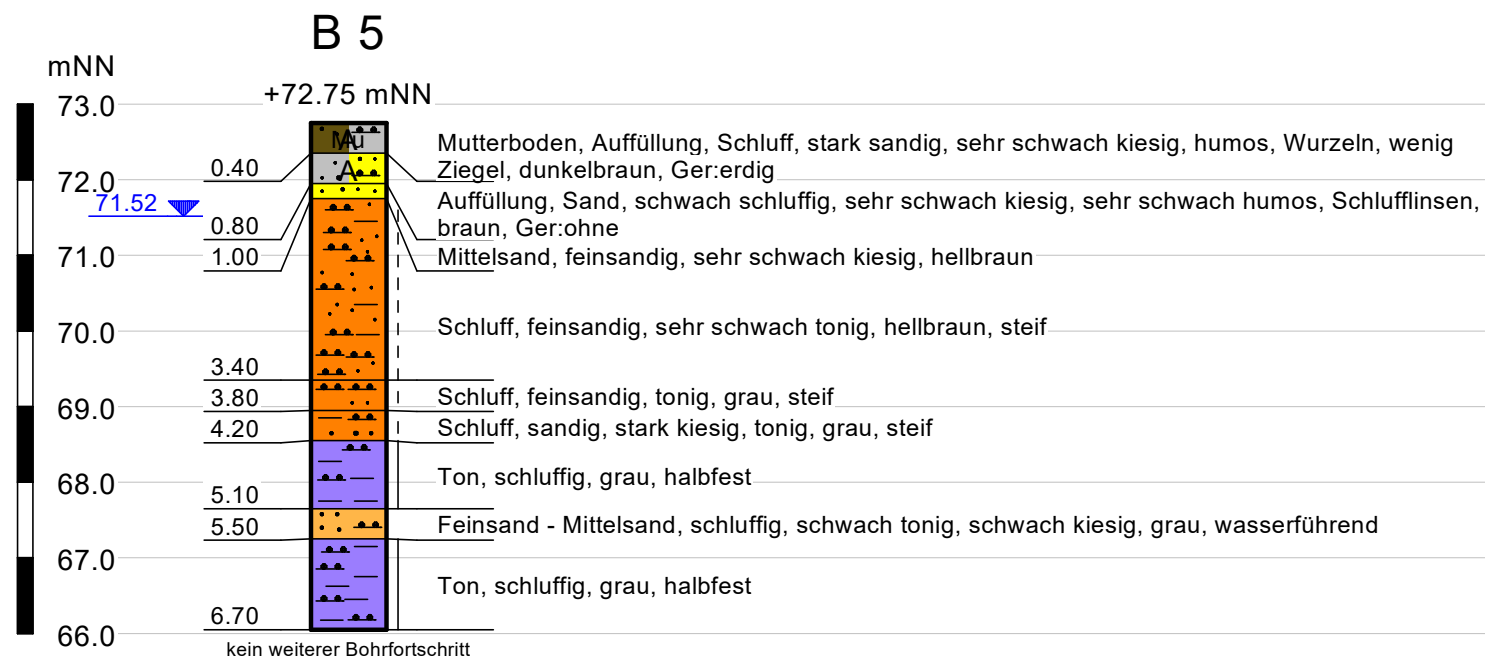 B 5
mNN
+72.75 mNN
73.0
Mu
A
Mutterboden, Auffüllung, Schluff, stark sandig, sehr schwach kiesig, humos, Wurzeln, wenig
0.40
A
Ziegel, dunkelbraun, Ger:erdig
72.0
71.52
Auffüllung, Sand, schwach schluffig, sehr schwach kiesig, sehr schwach humos, Schlufflinsen,
0.80
braun, Ger:ohne
1.00
Mittelsand, feinsandig, sehr schwach kiesig, hellbraun
71.0
70.0
Schluff, feinsandig, sehr schwach tonig, hellbraun, steif
3.40
3.80
Schluff, feinsandig, tonig, grau, steif
69.0
4.20
Schluff, sandig, stark kiesig, tonig, grau, steif
68.0
Ton, schluffig, grau, halbfest
5.10
5.50
Feinsand - Mittelsand, schluffig, schwach tonig, schwach kiesig, grau, wasserführend
67.0
Ton, schluffig, grau, halbfest
6.70
66.0
kein weiterer Bohrfortschritt